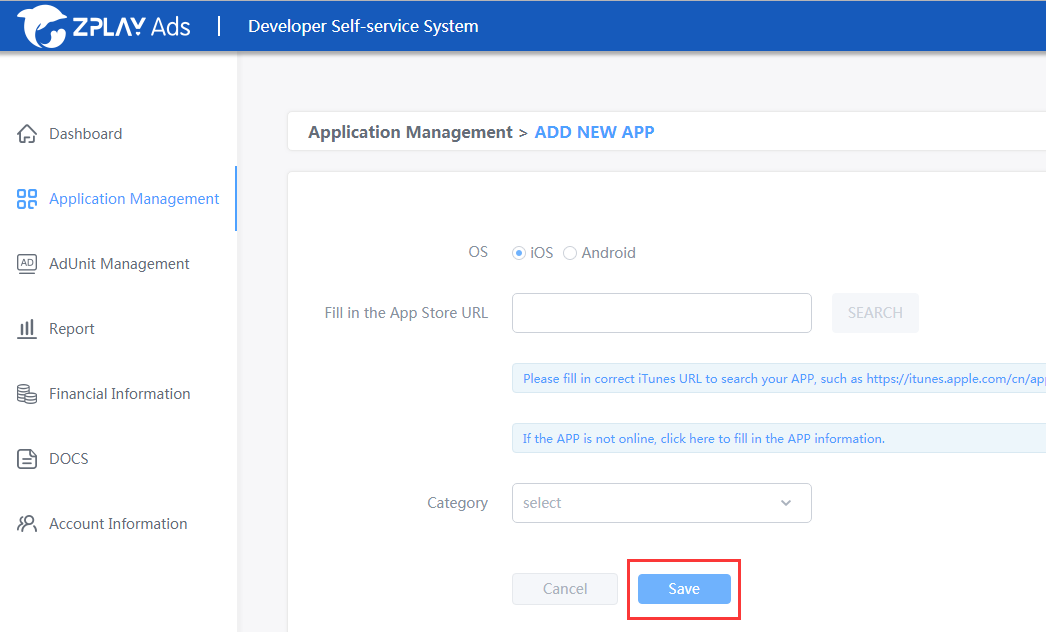 ZPLAY Ads | Developer Self-service System
Dashboard
Application Management
AD AdUnit Management
Report
Financial Information
DOCS
Account Information
Application Management > ADD NEW APP
OS iOS Android
Fill in the App Store URL SEARCH
Please fill in correct iTunes URL to search your APP, such as https://itunes.apple.com/cn/app
If the APP is not online, click here to fill in the APP information.
Category select
Cancel Save